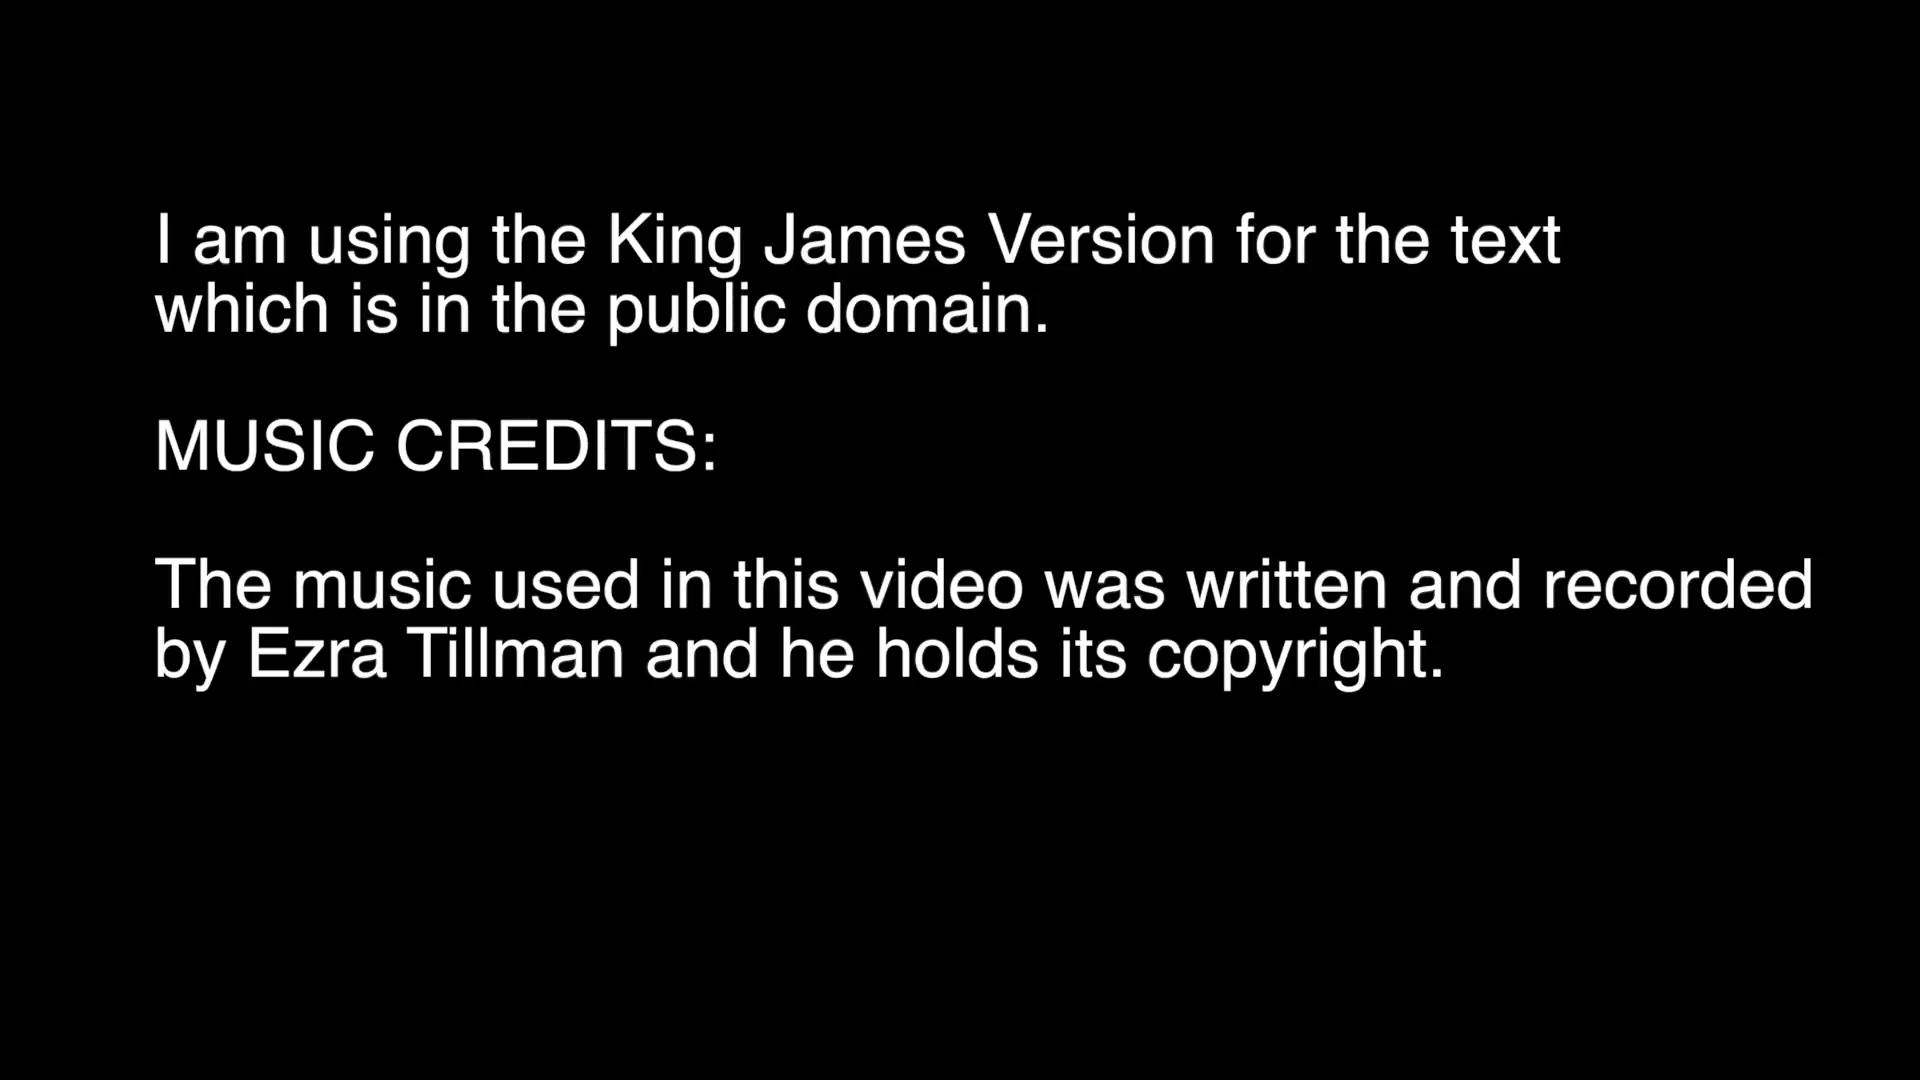 I am using the King James Version for the text
which is in the public domain.
MUSIC CREDITS:
The music used in this video was written and recorded
by Ezra Tillman and he holds its copyright.